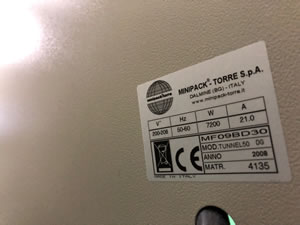 MINIPACK® - TORRE S.p.A.
DALMINE (BG) - ITALY
www.minipack-torre.it
V~ Hz W A
200-208 50-60 7200 21.0
MF09BD30
MOD. TUNNEL50 DG
ANNO 2008
MATR. 4135
CE
MADE IN ITALY